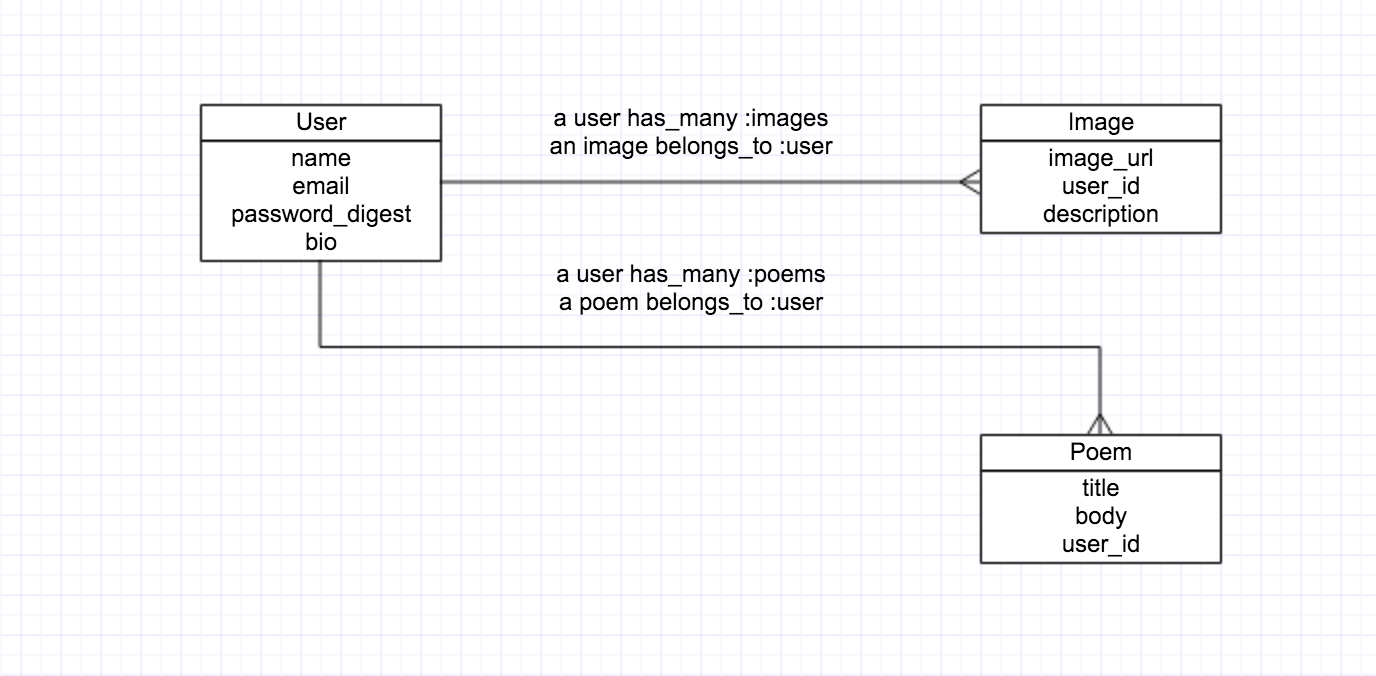 User
name
email
password_digest
bio
a user has_many :images
an image belongs_to :user
Image
image_url
user_id
description
a user has_many :poems
a poem belongs_to :user
Poem
title
body
user_id